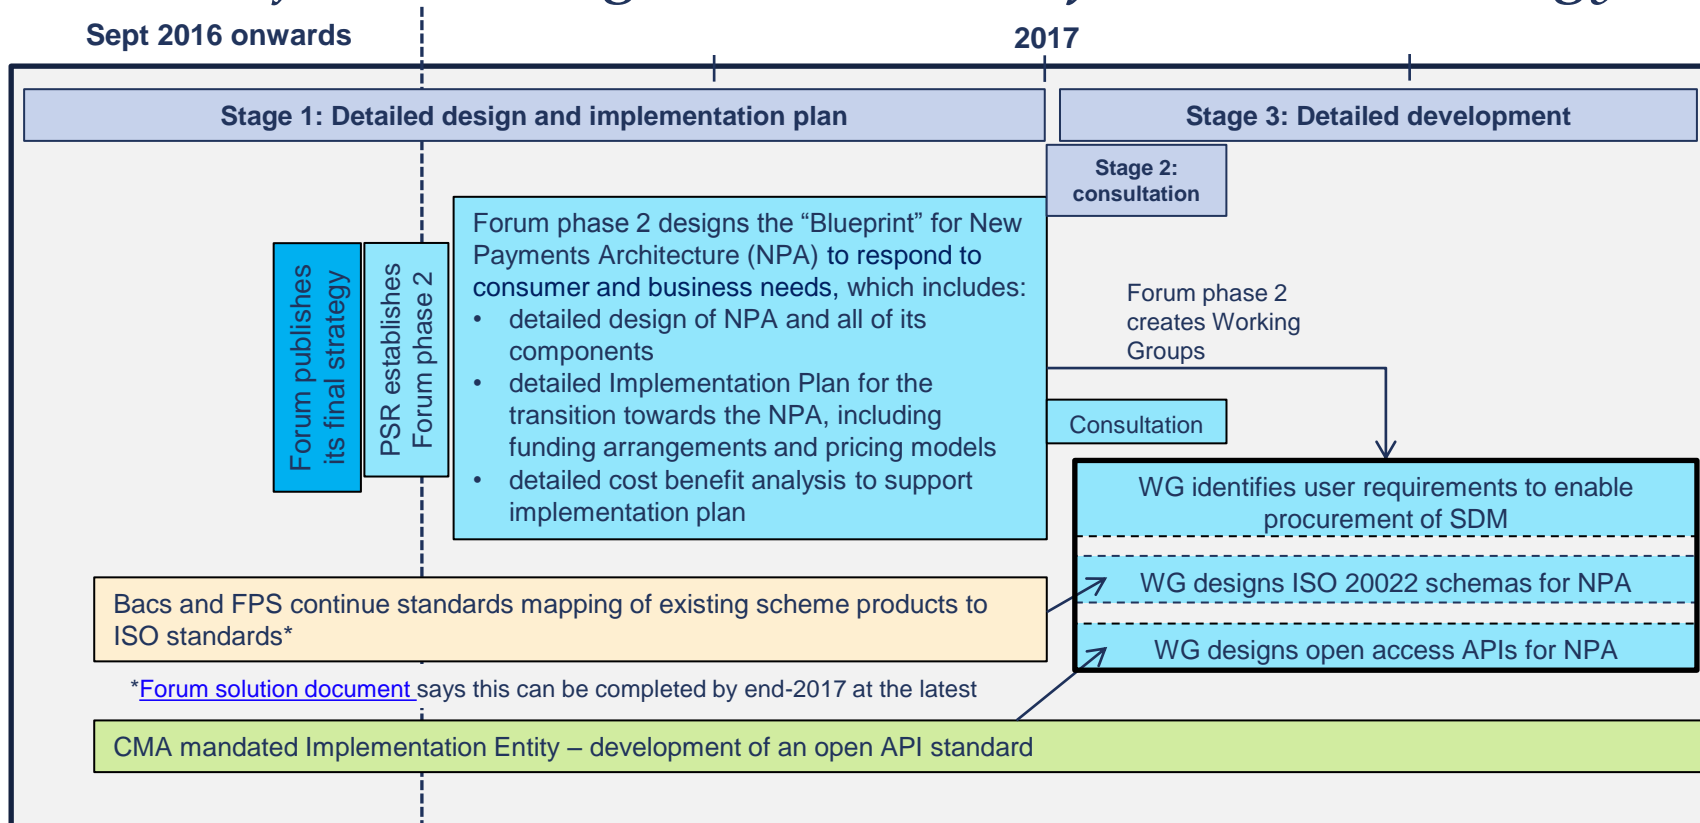 Sept 2016 onwards
2017
Stage 1: Detailed design and implementation plan
Stage 3: Detailed development
Stage 2:
consultation
Forum publishes
its final strategy
PSR establishes
Forum phase 2
Forum phase 2 designs the “Blueprint” for New
Payments Architecture (NPA) to respond to
consumer and business needs, which includes:
• detailed design of NPA and all of its
components
• detailed Implementation Plan for the
transition towards the NPA, including
funding arrangements and pricing models
• detailed cost benefit analysis to support
implementation plan
Forum phase 2
creates Working
Groups
Consultation
WG identifies user requirements to enable
procurement of SDM
WG designs ISO 20022 schemas for NPA
WG designs open access APIs for NPA
Bacs and FPS continue standards mapping of existing scheme products to
ISO standards*
*Forum solution document says this can be completed by end-2017 at the latest
CMA mandated Implementation Entity – development of an open API standard